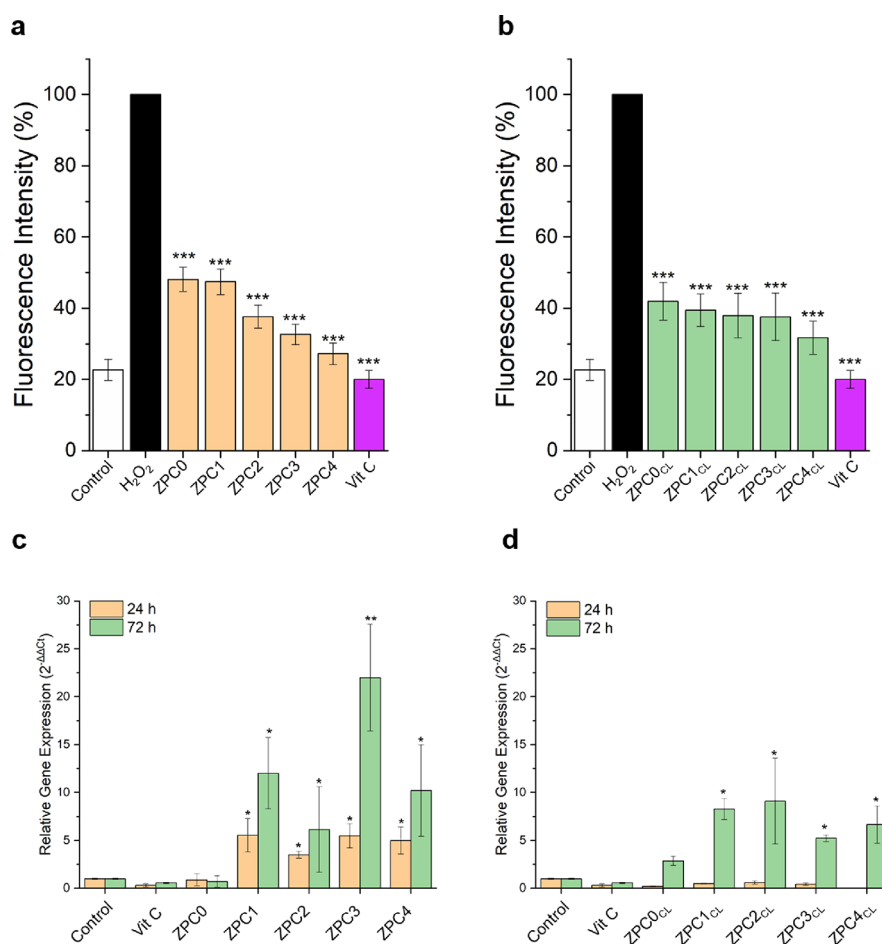 a
Fluorescence Intensity (%)
100
80
60
40
20
0
***
***
***
***
***
***
Control
H₂O₂
ZPC0
ZPC1
ZPC2
ZPC3
ZPC4
Vit C
b
Fluorescence Intensity (%)
100
80
60
40
20
0
***
***
***
***
***
***
Control
H₂O₂
ZPC0CL
ZPC1CL
ZPC2CL
ZPC3CL
ZPC4CL
Vit C
c
Relative Gene Expression (2^-ΔΔCt)
30
25
20
15
10
5
0
24 h
72 h
*
*
*
*
*
**
*
*
Control
Vit C
ZPC0
ZPC1
ZPC2
ZPC3
ZPC4
d
Relative Gene Expression (2^-ΔΔCt)
30
25
20
15
10
5
0
24 h
72 h
*
*
*
*
Control
Vit C
ZPC0CL
ZPC1CL
ZPC2CL
ZPC3CL
ZPC4CL